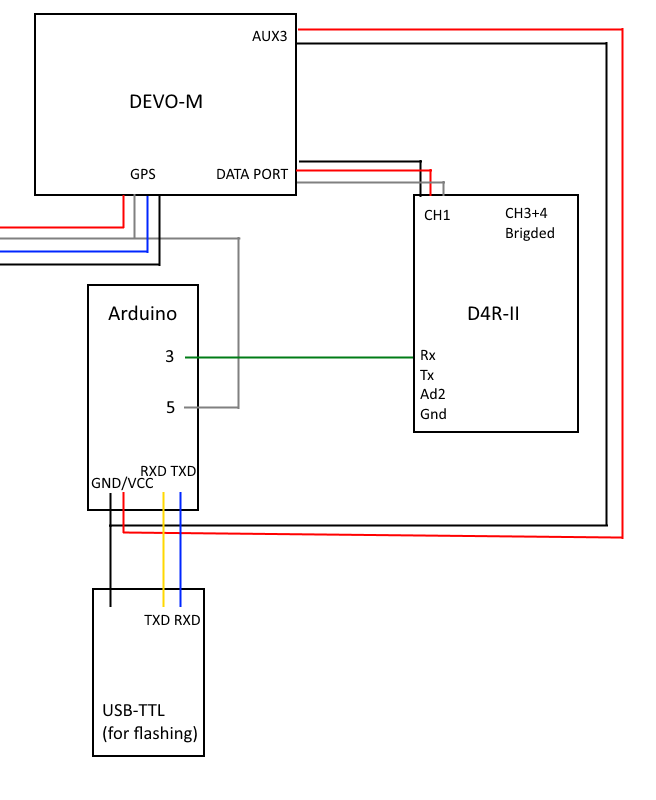 AUX3
DEVO-M
GPS
DATA PORT
CH1
CH3+4
Brigded
Arduino
D4R-II
3
Rx
Tx
Ad2
Gnd
5
RXD TXD
GND/VCC
TXD RXD
USB-TTL
(for flashing)